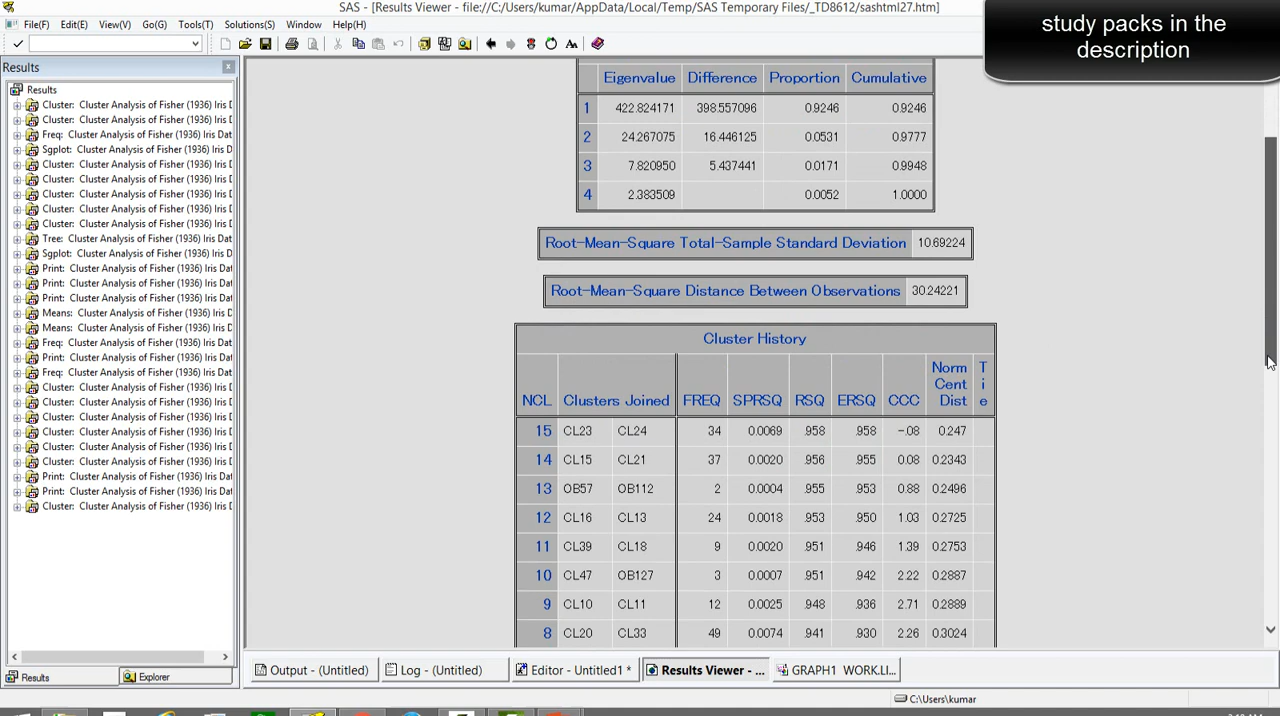 SAS - [Results Viewer - file://C:/Users/kumar/AppData/Local/Temp/SAS Temporary Files/_TD8612/sashtml27.htm]
study packs in the
description
File(F) Edit(E) View(V) Go(G) Tools(T) Solutions(S) Window Help(H)
Results
Results
Cluster: Cluster Analysis of Fisher (1936) Iris Dat
Cluster: Cluster Analysis of Fisher (1936) Iris D
Freq: Cluster Analysis of Fisher (1936) Iris Dat
Sgplot: Cluster Analysis of Fisher (1936) Iris D
Cluster: Cluster Analysis of Fisher (1936) Iris D
Cluster: Cluster Analysis of Fisher (1936) Iris D
Cluster: Cluster Analysis of Fisher (1936) Iris D
Cluster: Cluster Analysis of Fisher (1936) Iris D
Cluster: Cluster Analysis of Fisher (1936) Iris D
Tree: Cluster Analysis of Fisher (1936) Iris Dat
Sgplot: Cluster Analysis of Fisher (1936) Iris D
Print: Cluster Analysis of Fisher (1936) Iris Dat
Print: Cluster Analysis of Fisher (1936) Iris Dat
Print: Cluster Analysis of Fisher (1936) Iris Dat
Means: Cluster Analysis of Fisher (1936) Iris D
Means: Cluster Analysis of Fisher (1936) Iris D
Freq: Cluster Analysis of Fisher (1936) Iris Dat
Print: Cluster Analysis of Fisher (1936) Iris Dat
Freq: Cluster Analysis of Fisher (1936) Iris Dat
Cluster: Cluster Analysis of Fisher (1936) Iris D
Cluster: Cluster Analysis of Fisher (1936) Iris D
Cluster: Cluster Analysis of Fisher (1936) Iris D
Cluster: Cluster Analysis of Fisher (1936) Iris D
Cluster: Cluster Analysis of Fisher (1936) Iris D
Cluster: Cluster Analysis of Fisher (1936) Iris D
Print: Cluster Analysis of Fisher (1936) Iris Dat
Print: Cluster Analysis of Fisher (1936) Iris Dat
Cluster: Cluster Analysis of Fisher (1936) Iris D
Results Explorer
Eigenvalue Difference Proportion Cumulative
1 422.824171 398.557096 0.9246 0.9246
2 24.267075 16.446125 0.0531 0.9777
3 7.820950 5.437441 0.0171 0.9948
4 2.383509 0.0052 1.0000
Root-Mean-Square Total-Sample Standard Deviation 10.69224
Root-Mean-Square Distance Between Observations 30.24221
Cluster History
NCL Clusters Joined FREQ SPRSQ RSQ ERSQ CCC Norm Cent Dist Tie
15 CL23 CL24 34 0.0069 .958 .958 -.08 0.247
14 CL15 CL21 37 0.0020 .956 .955 0.08 0.2343
13 OB57 OB112 2 0.0004 .955 .953 0.88 0.2496
12 CL16 CL13 24 0.0018 .953 .950 1.03 0.2725
11 CL39 CL18 9 0.0020 .951 .946 1.39 0.2753
10 CL47 OB127 3 0.0007 .951 .942 2.22 0.2887
9 CL10 CL11 12 0.0025 .948 .936 2.71 0.2889
8 CL20 CL33 49 0.0074 .941 .930 2.26 0.3024
Output - (Untitled) Log - (Untitled) Editor - Untitled1 * Results Viewer - ... GRAPH1 WORK.LI...
C:\Users\kumar